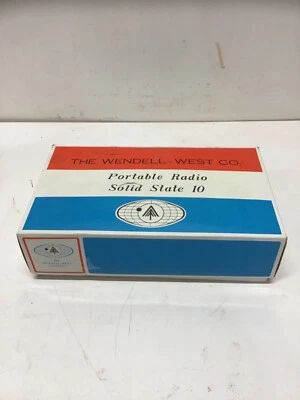 THE WENDELL-WEST CO.
Portable Radio
Solid State 10